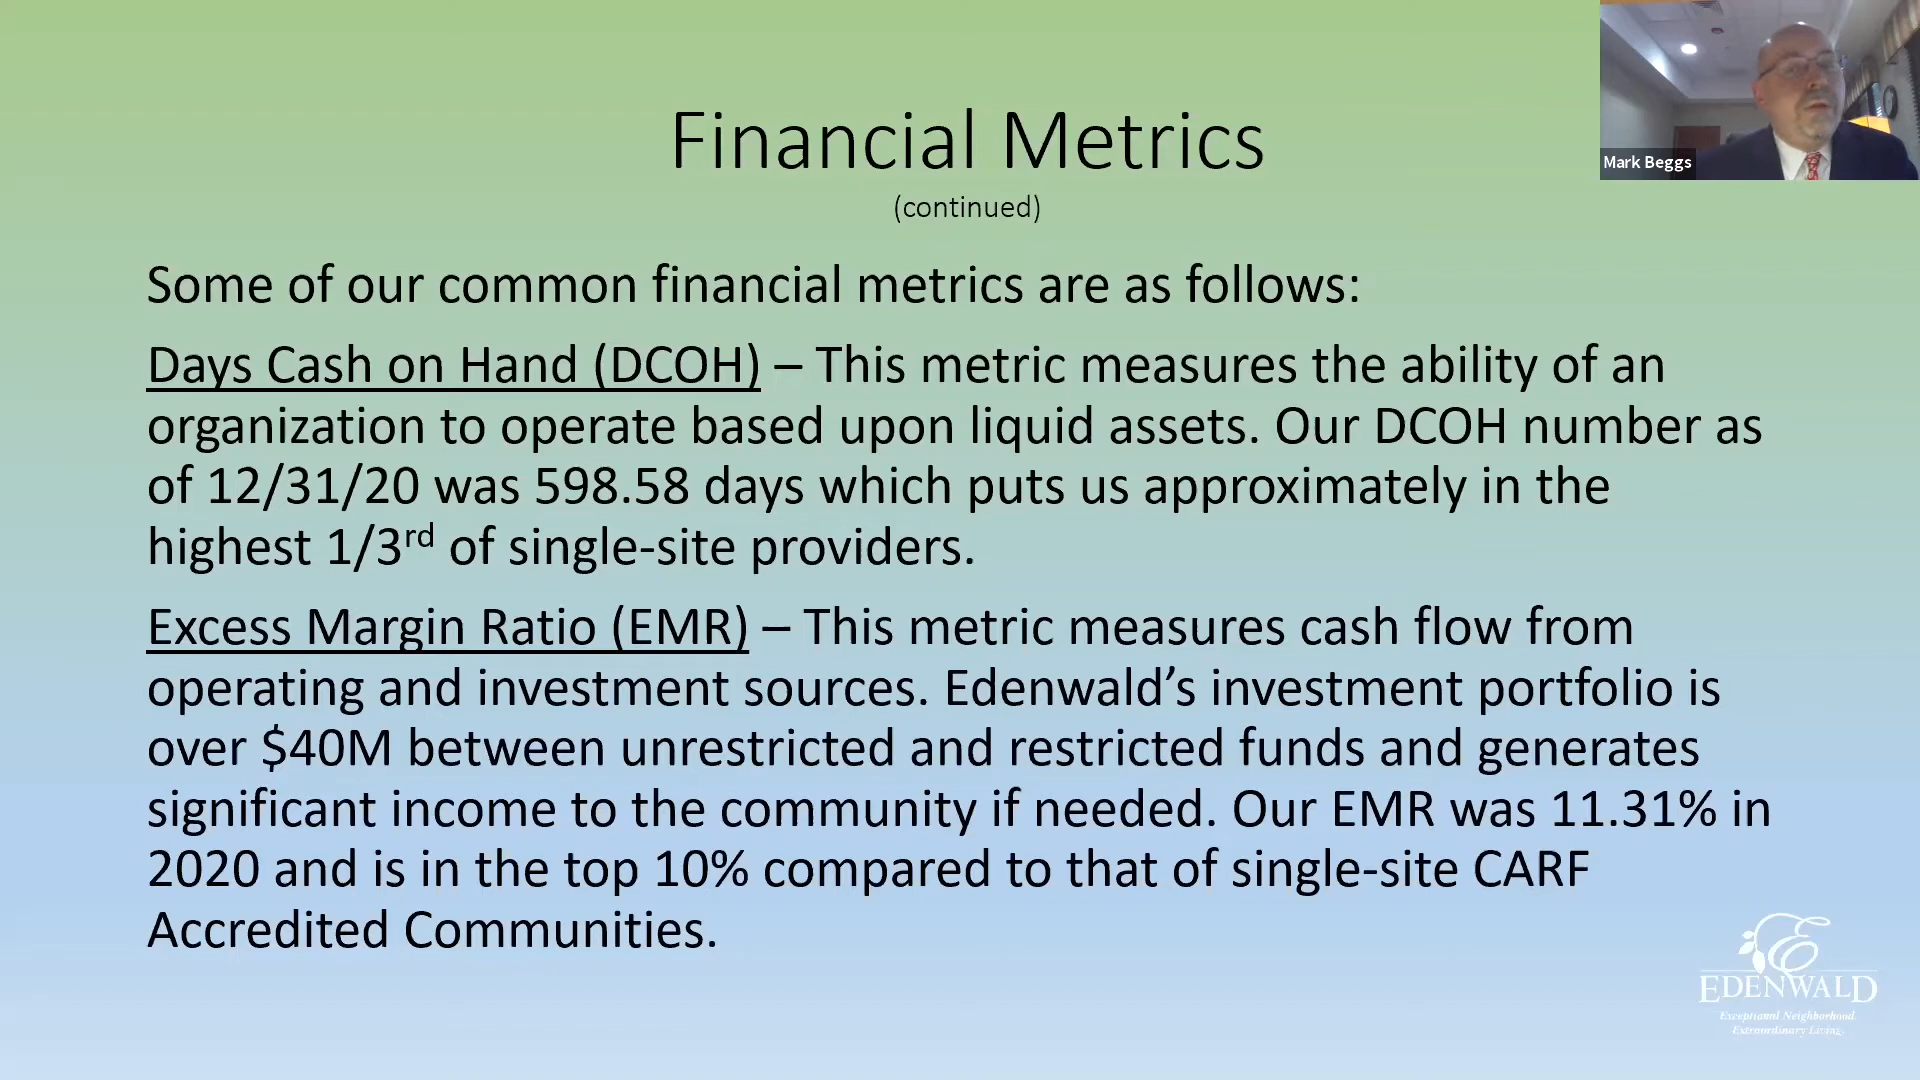 Financial Metrics
Mark Beggs
(continued)
Some of our common financial metrics are as follows:
Days Cash on Hand (DCOH) – This metric measures the ability of an
organization to operate based upon liquid assets. Our DCOH number as
of 12/31/20 was 598.58 days which puts us approximately in the
highest 1/3rd of single-site providers.
Excess Margin Ratio (EMR) – This metric measures cash flow from
operating and investment sources. Edenwald’s investment portfolio is
over $40M between unrestricted and restricted funds and generates
significant income to the community if needed. Our EMR was 11.31% in
2020 and is in the top 10% compared to that of single-site CARF
Accredited Communities.
EDENWALD
Exceptional Neighborhood.
Extraordinary Living.